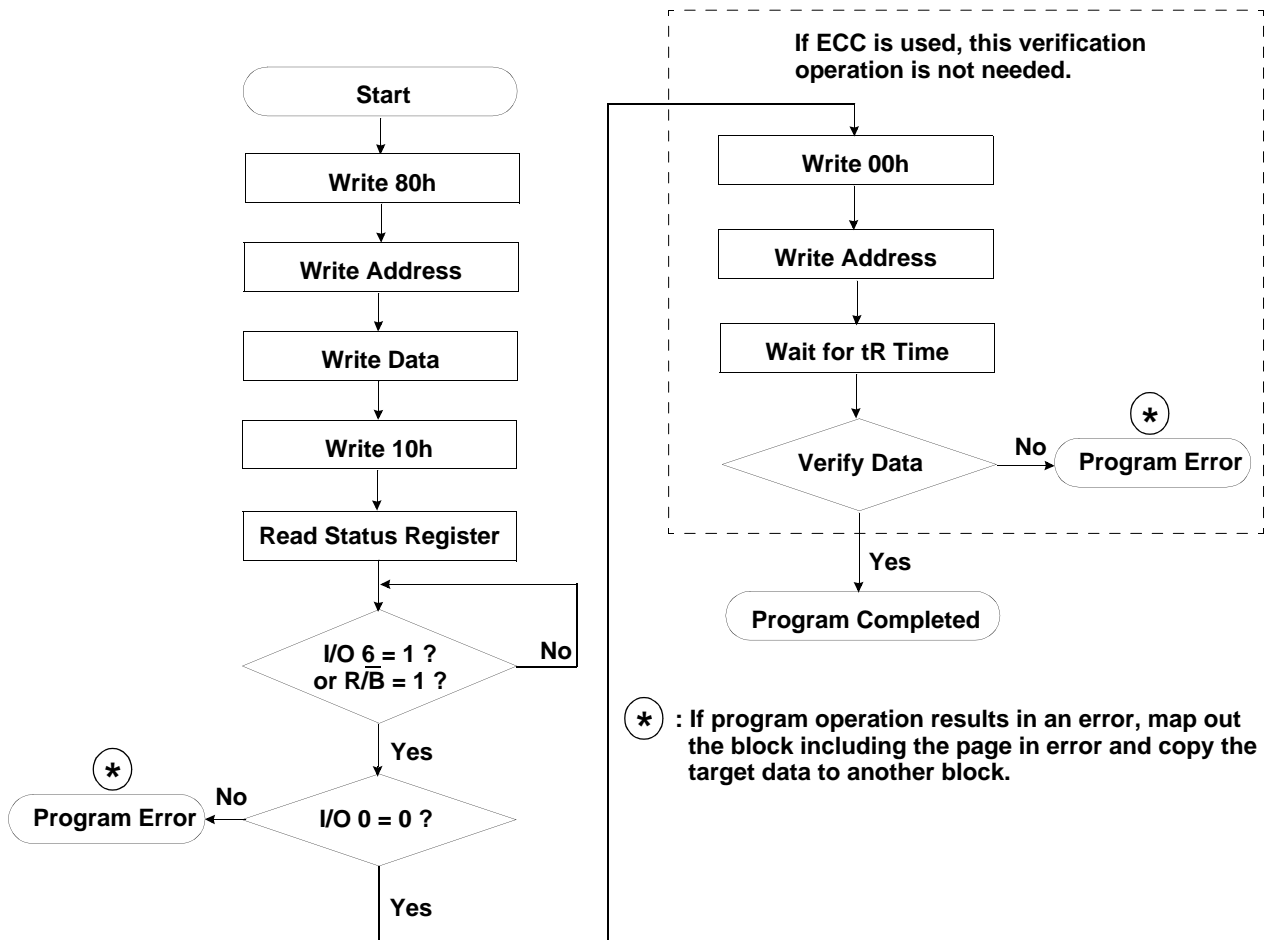 Start
Write 80h
Write Address
Write Data
Write 10h
Read Status Register
I/O 6 = 1 ?
or R/B̅ = 1 ?
No
Yes
*
No
Program Error
I/O 0 = 0 ?
Yes
If ECC is used, this verification
operation is not needed.
Write 00h
Write Address
Wait for tR Time
Verify Data
No
*
Program Error
Yes
Program Completed
* : If program operation results in an error, map out
the block including the page in error and copy the
target data to another block.